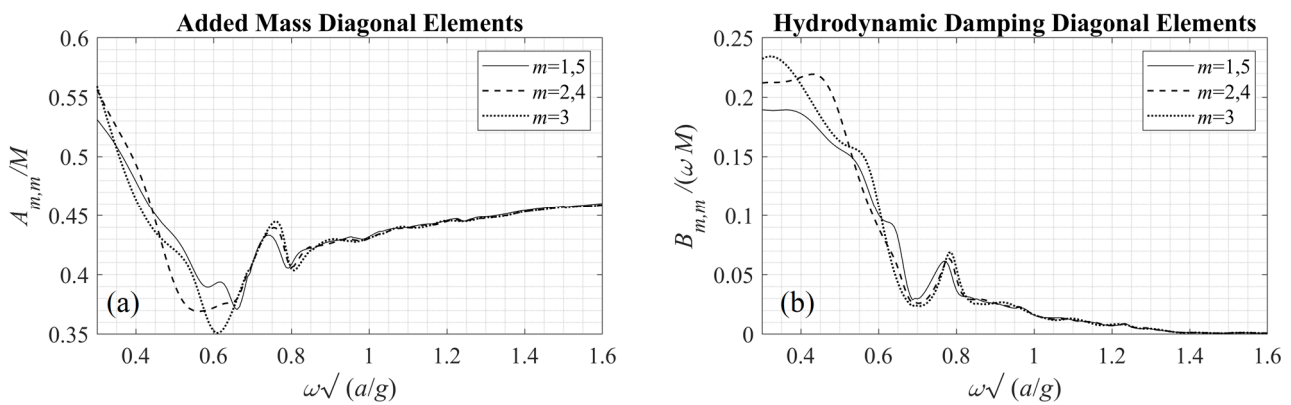 Added Mass Diagonal Elements
0.6
0.55
0.5
0.45
0.4
0.35
A_{m,m}/M
m=1,5
m=2,4
m=3
(a)
0.4 0.6 0.8 1 1.2 1.4 1.6
ω√ (a/g)
Hydrodynamic Damping Diagonal Elements
0.25
0.2
0.15
0.1
0.05
0
B_{m,m}/(ω M)
m=1,5
m=2,4
m=3
(b)
0.4 0.6 0.8 1 1.2 1.4 1.6
ω√ (a/g)